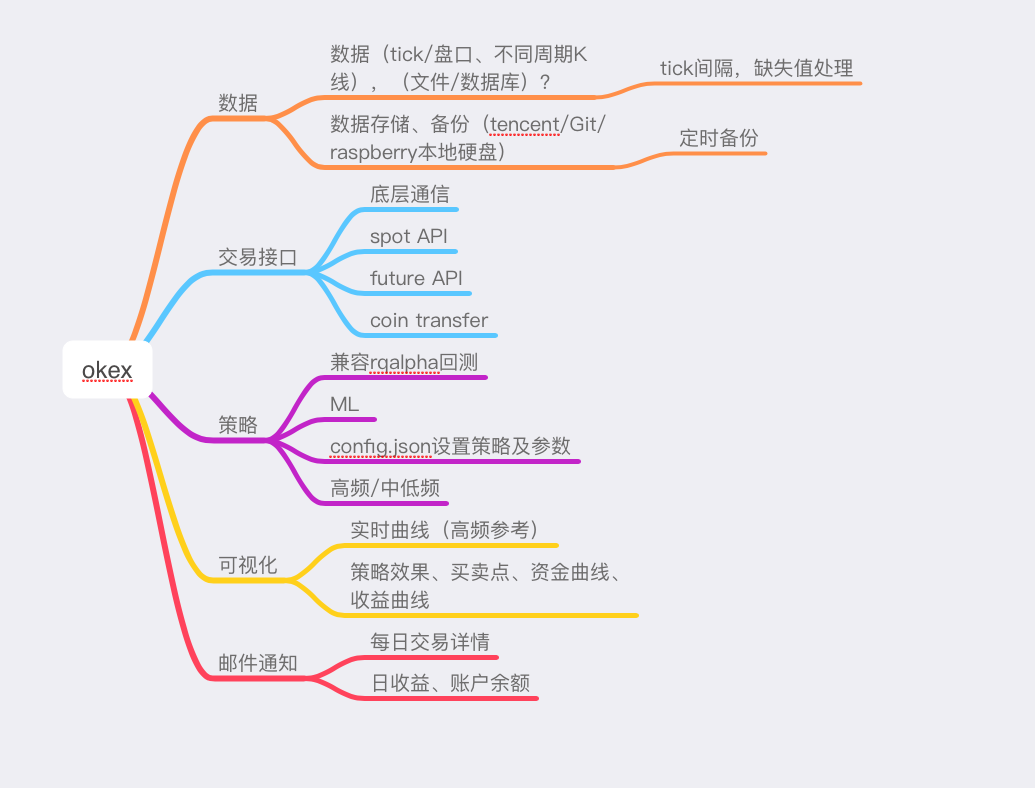 okex
数据
数据（tick/盘口、不同周期K
线），（文件/数据库）?
tick间隔，缺失值处理
数据存储、备份（tencent/Git/
raspberry本地硬盘）
定时备份
交易接口
底层通信
spot API
future API
coin transfer
策略
兼容rqalpha回测
ML
config.json设置策略及参数
高频/中低频
可视化
实时曲线（高频参考）
策略效果、买卖点、资金曲线、
收益曲线
邮件通知
每日交易详情
日收益、账户余额